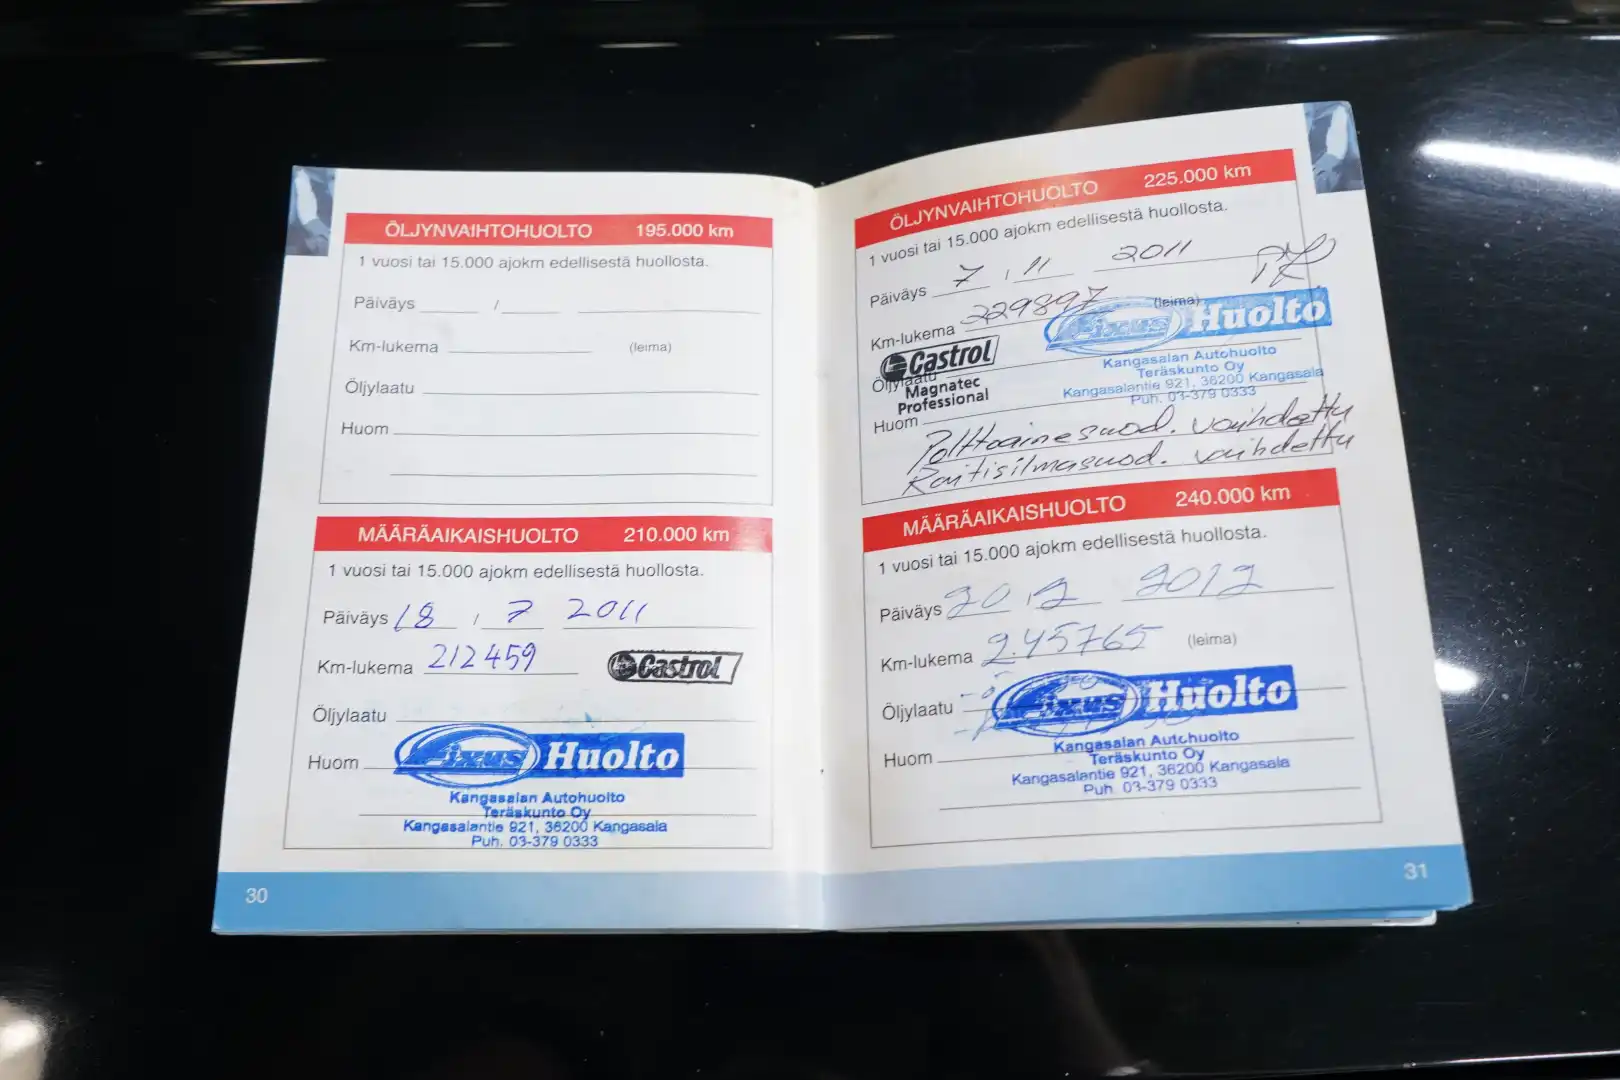 ÖLJYNVAIHTOHUOLTO 195.000 km
1 vuosi tai 15.000 ajokm edellisestä huollosta.
Päiväys /
Km-lukema (leima)
Öljylaatu
Huom
MÄÄRÄAIKAISHUOLTO 210.000 km
1 vuosi tai 15.000 ajokm edellisestä huollosta.
Päiväys 18 / 7 2011
Km-lukema 212459
Castrol
Öljylaatu
Huom
Fixus Huolto
Kangasalan Autohuolto
Teräskunto Oy
Kangasalantie 921, 36200 Kangasala
Puh. 03-379 0333
30
ÖLJYNVAIHTOHUOLTO 225.000 km
1 vuosi tai 15.000 ajokm edellisestä huollosta.
Päiväys 7 / 11 2011
Km-lukema 229897 (leima)
Fixus Huolto
Castrol
Öljylaatu
Magnatec
Professional
Kangasalan Autohuolto
Teräskunto Oy
Kangasalantie 921, 36200 Kangasala
Puh. 03-379 0333
Huom
Polttoainesuod. vaihdettu
Raitisilmasuod. vaihdettu
MÄÄRÄAIKAISHUOLTO 240.000 km
1 vuosi tai 15.000 ajokm edellisestä huollosta.
Päiväys 20 / 2 2012
Km-lukema 245765 (leima)
Öljylaatu
Fixus Huolto
Huom
Kangasalan Autohuolto
Teräskunto Oy
Kangasalantie 921, 36200 Kangasala
Puh. 03-379 0333
31